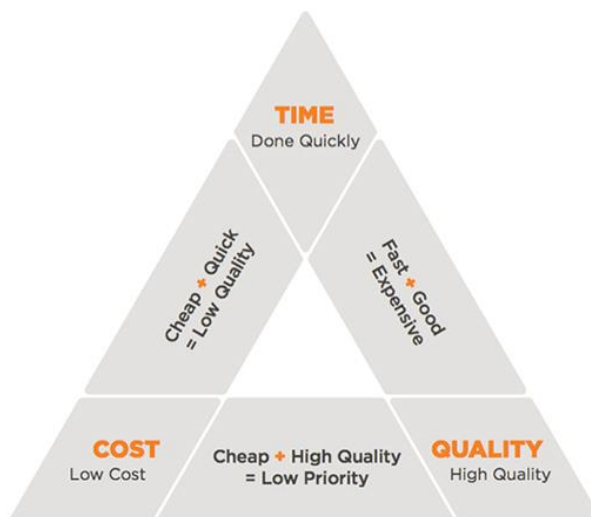 TIME
Done Quickly
Cheap + Quick
= Low Quality
Fast + Good
= Expensive
COST
Low Cost
Cheap + High Quality
= Low Priority
QUALITY
High Quality